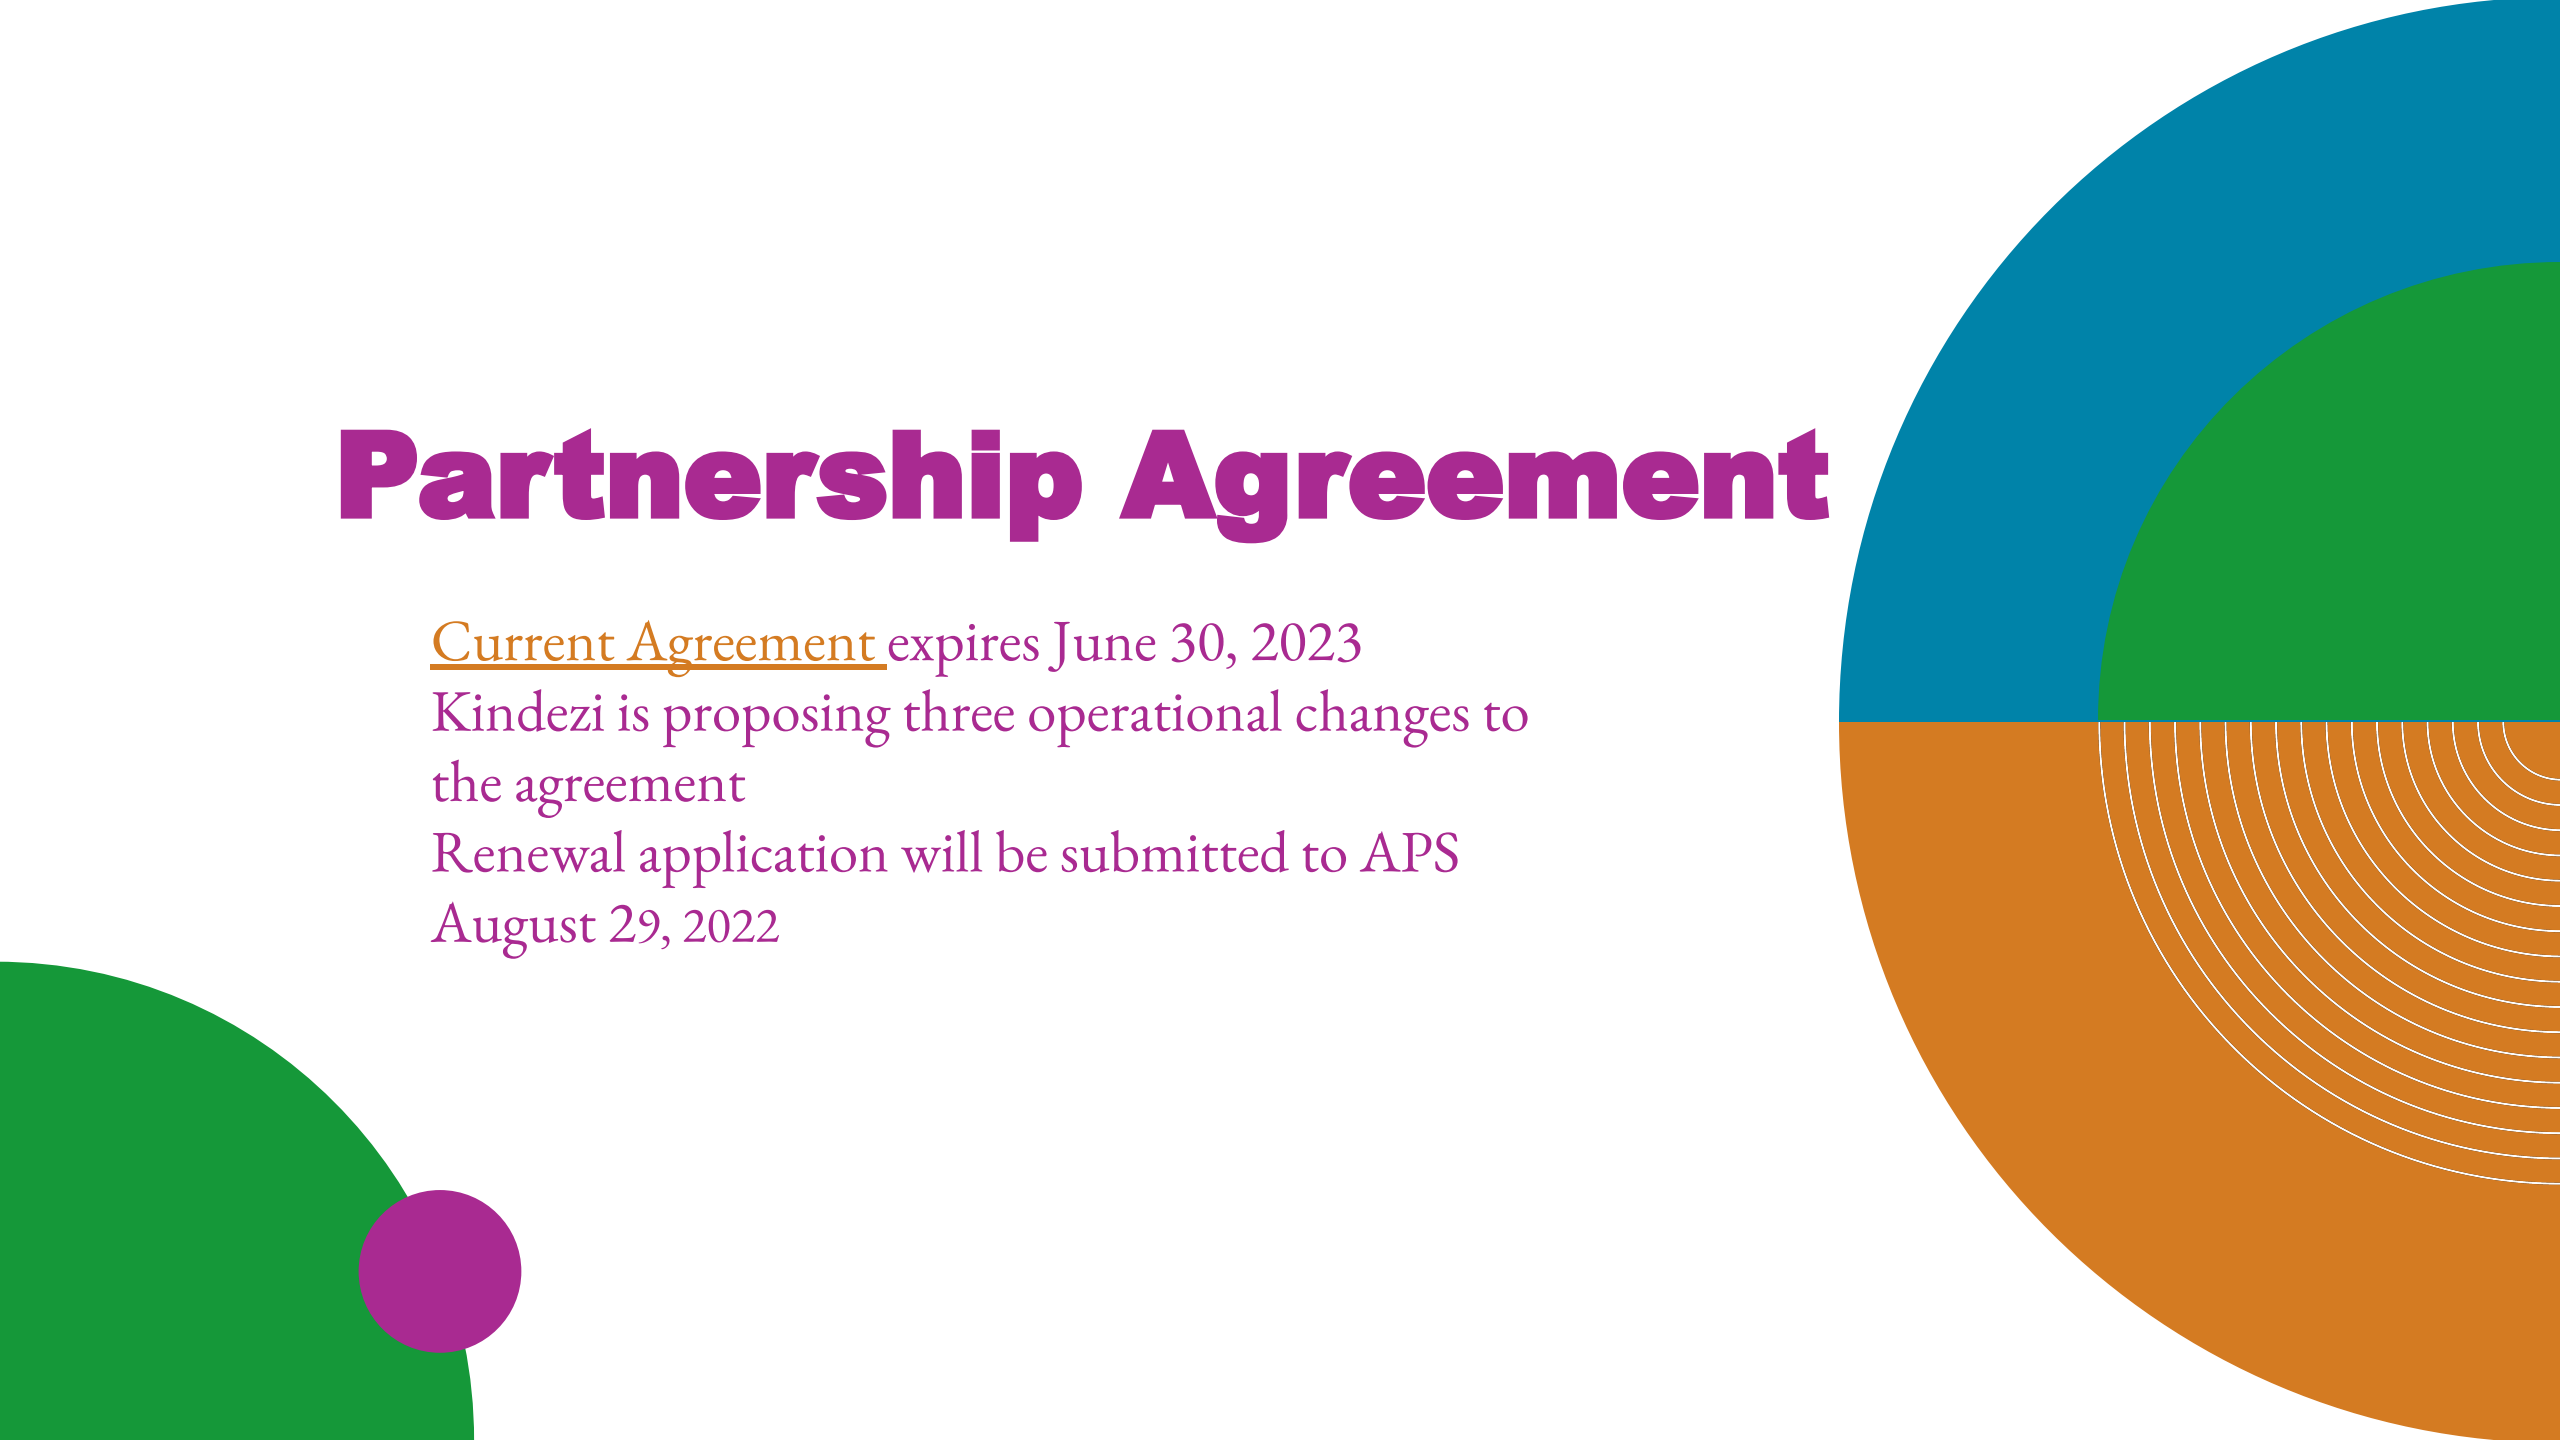 Partnership Agreement
Current Agreement expires June 30, 2023
Kindezi is proposing three operational changes to
the agreement
Renewal application will be submitted to APS
August 29, 2022